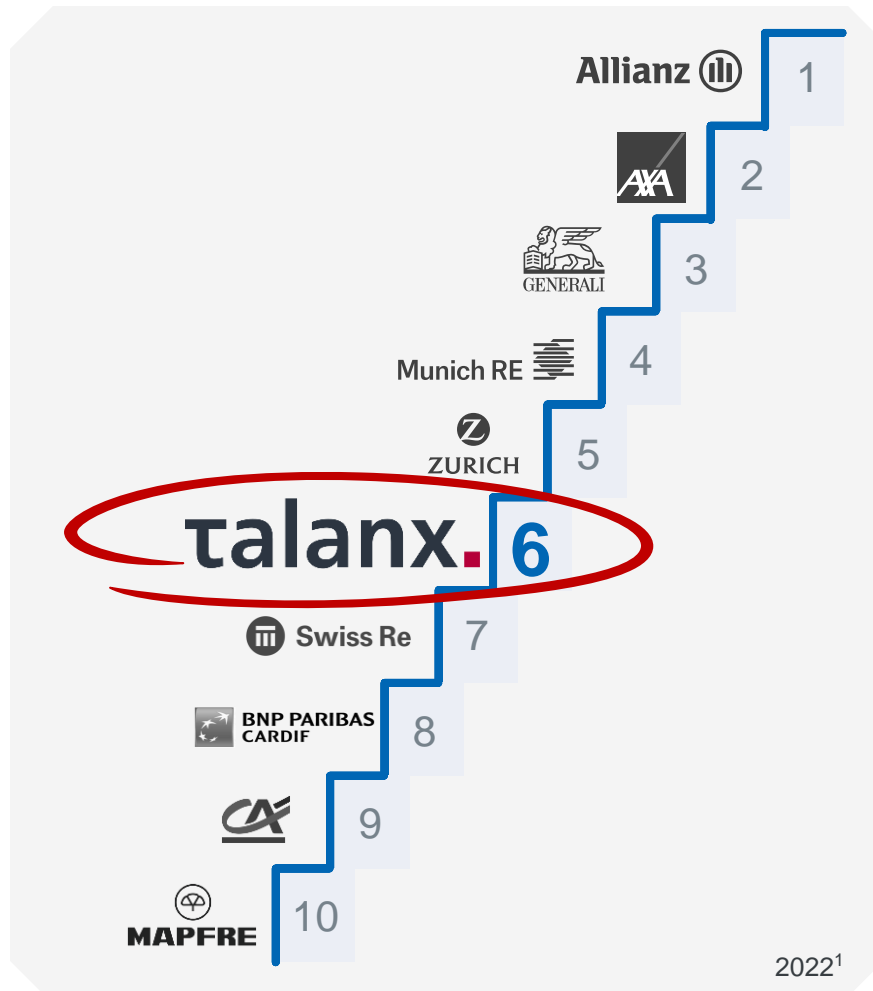 Allianz
1
AXA
2
GENERALI
3
Munich RE
4
Z
ZURICH
5
talanx.
6
Swiss Re
7
BNP PARIBAS
CARDIF
8
CA
9
MAPFRE
10
2022¹